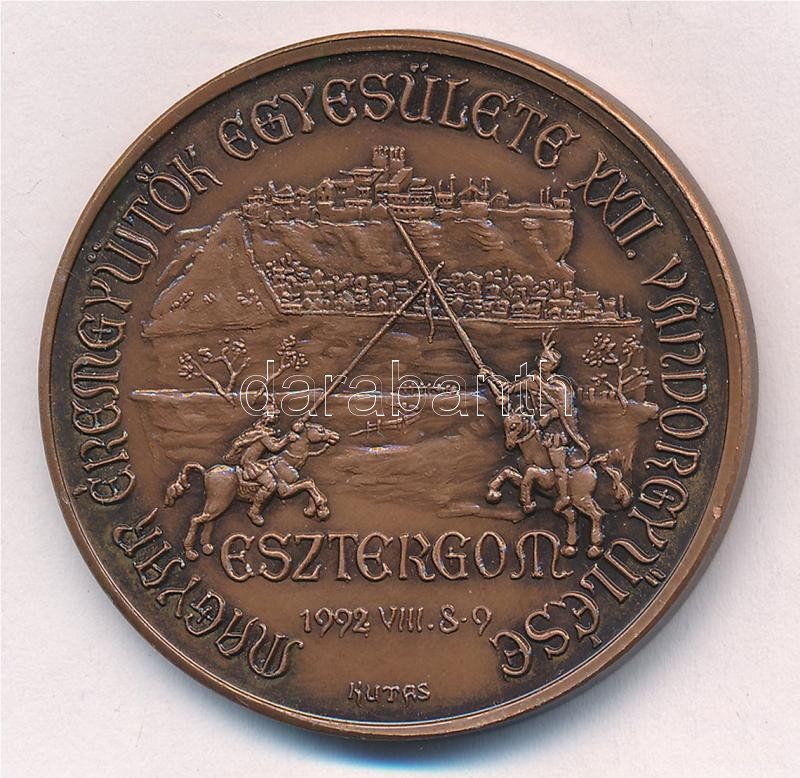 MAGYAR ÉREMGYŰJTŐK EGYESÜLETE XXII. VÁNDORGYŰLÉSE
ESZTERGOM
1992 VIII. 8-9
HUTAS
darabanth